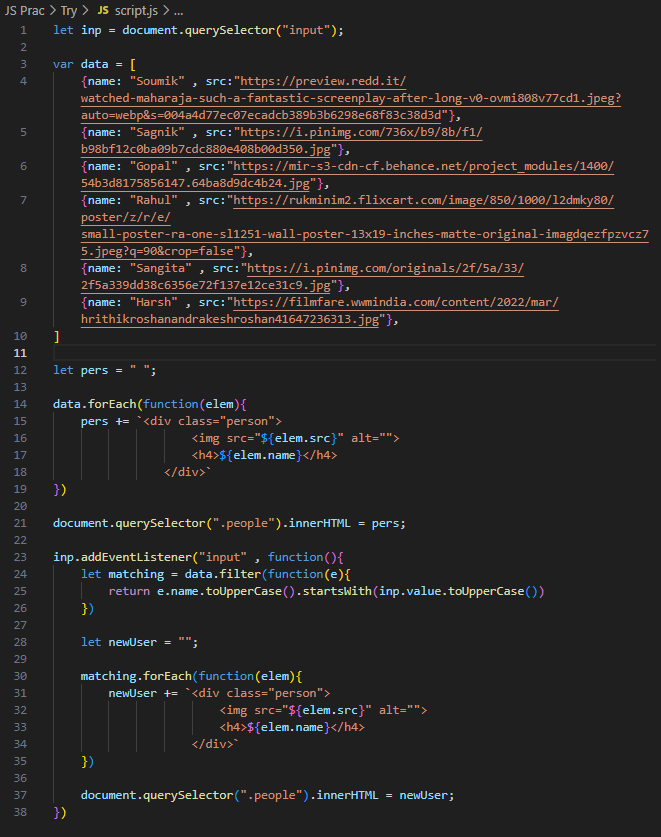 JS Prac > Try > JS script.js > ...
1 let inp = document.querySelector("input");
2
3 var data = [
4 {name: "Soumik" , src:"https://preview.redd.it/
watched-maharaja-such-a-fantastic-screenplay-after-long-v0-ovmi808v77cd1.jpeg?
auto=webp&s=004a4d77ec07ecadcb389b3b6298e68f83c38d3d"},
5 {name: "Sagnik" , src:"https://i.pinimg.com/736x/b9/8b/f1/
b98bf12c0ba09b7cdc880e408b00d350.jpg"},
6 {name: "Gopal" , src:"https://mir-s3-cdn-cf.behance.net/project_modules/1400/
54b3d8175856147.64ba8d9dc4b24.jpg"},
7 {name: "Rahul" , src:"https://rukminim2.flixcart.com/image/850/1000/l2dmky80/
poster/z/r/e/
small-poster-ra-one-sl1251-wall-poster-13x19-inches-matte-original-imagdqezfpzvcz7
5.jpeg?q=90&crop=false"},
8 {name: "Sangita" , src:"https://i.pinimg.com/originals/2f/5a/33/
2f5a339dd38c6356e72f137e12ce31c9.jpg"},
9 {name: "Harsh" , src:"https://filmfare.wwmindia.com/content/2022/mar/
hrithikroshanandrakeshroshan41647236313.jpg"},
10 ]
11
12 let pers = " ";
13
14 data.forEach(function(elem){
15 pers += `<div class="person">
16 <img src="${elem.src}" alt="">
17 <h4>${elem.name}</h4>
18 </div>`
19 })
20
21 document.querySelector(".people").innerHTML = pers;
22
23 inp.addEventListener("input" , function(){
24 let matching = data.filter(function(e){
25 return e.name.toUpperCase().startsWith(inp.value.toUpperCase())
26 })
27
28 let newUser = "";
29
30 matching.forEach(function(elem){
31 newUser += `<div class="person">
32 <img src="${elem.src}" alt="">
33 <h4>${elem.name}</h4>
34 </div>`
35 })
36
37 document.querySelector(".people").innerHTML = newUser;
38 })